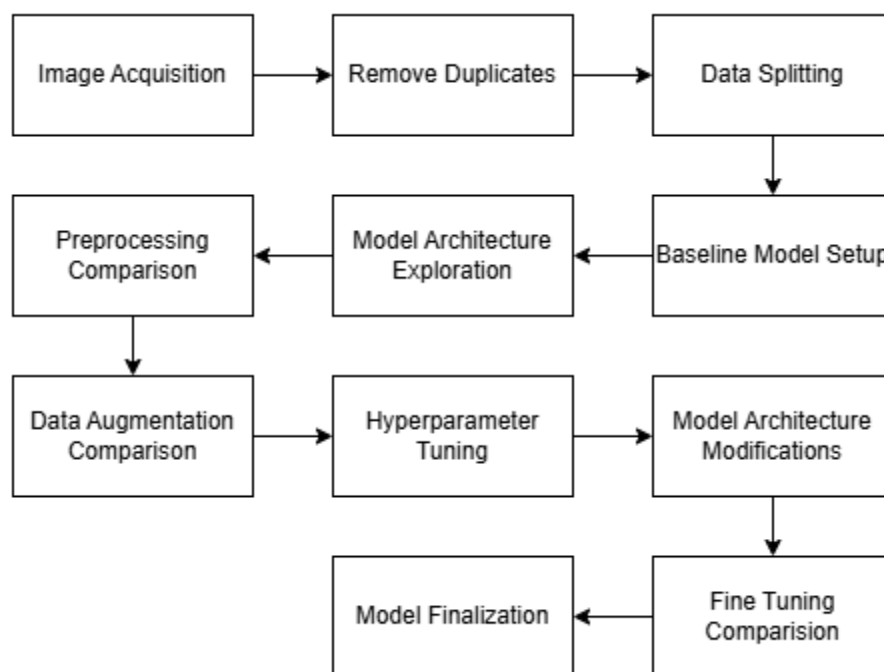 Image Acquisition
Remove Duplicates
Data Splitting
Baseline Model Setup
Model Architecture
Exploration
Preprocessing
Comparison
Data Augmentation
Comparison
Hyperparameter
Tuning
Model Architecture
Modifications
Fine Tuning
Comparision
Model Finalization